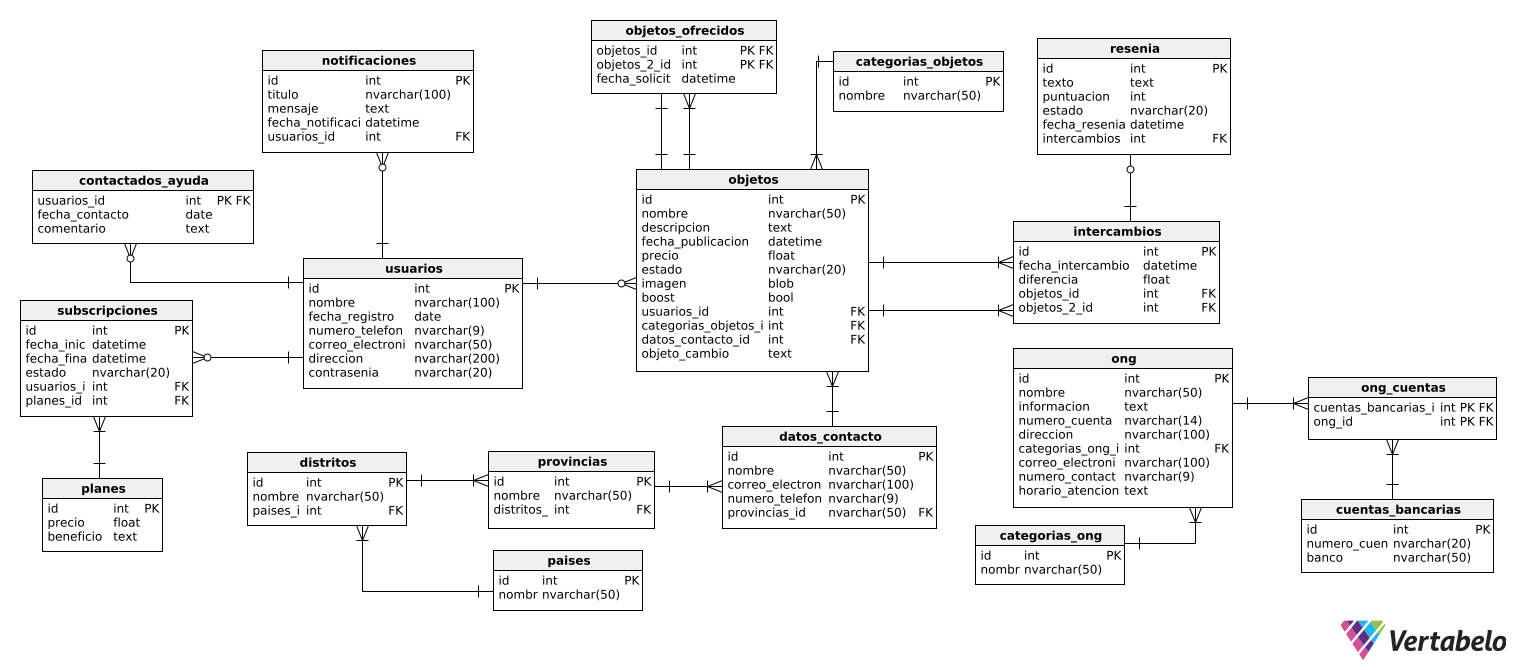 objetos_ofrecidos
objetos_id int PK FK
objetos_2_id int PK FK
fecha_solicit datetime
notificaciones
id int PK
titulo nvarchar(100)
mensaje text
fecha_notificaci datetime
usuarios_id int FK
categorias_objetos
id int PK
nombre nvarchar(50)
resenia
id int PK
texto text
puntuacion int
estado nvarchar(20)
fecha_resenia datetime
intercambios int FK
contactados_ayuda
usuarios_id int PK FK
fecha_contacto date
comentario text
objetos
id int PK
nombre nvarchar(50)
descripcion text
fecha_publicacion datetime
precio float
estado nvarchar(20)
imagen blob
boost bool
usuarios_id int FK
categorias_objetos_i int FK
datos_contacto_id int FK
objeto_cambio text
intercambios
id int PK
fecha_intercambio datetime
diferencia float
objetos_id int FK
objetos_2_id int FK
usuarios
id int PK
nombre nvarchar(100)
fecha_registro date
numero_telefon nvarchar(9)
correo_electroni nvarchar(50)
direccion nvarchar(200)
contrasenia nvarchar(20)
subscripciones
id int PK
fecha_inic datetime
fecha_fina datetime
estado nvarchar(20)
usuarios_i int FK
planes_id int FK
ong
id int PK
nombre nvarchar(50)
informacion text
numero_cuenta nvarchar(14)
direccion nvarchar(100)
categorias_ong_i int FK
correo_electroni nvarchar(100)
numero_contact nvarchar(9)
horario_atencion text
ong_cuentas
cuentas_bancarias_i int PK FK
ong_id int PK FK
datos_contacto
id int PK
nombre nvarchar(50)
correo_electron nvarchar(100)
numero_telefon nvarchar(9)
provincias_id nvarchar(50) FK
distritos
id int PK
nombre nvarchar(50)
paises_i int FK
provincias
id int PK
nombre nvarchar(50)
distritos_ int FK
planes
id int PK
precio float
beneficio text
cuentas_bancarias
id int PK
numero_cuen nvarchar(20)
banco nvarchar(50)
categorias_ong
id int PK
nombr nvarchar(50)
paises
id int PK
nombr nvarchar(50)
Vertabelo